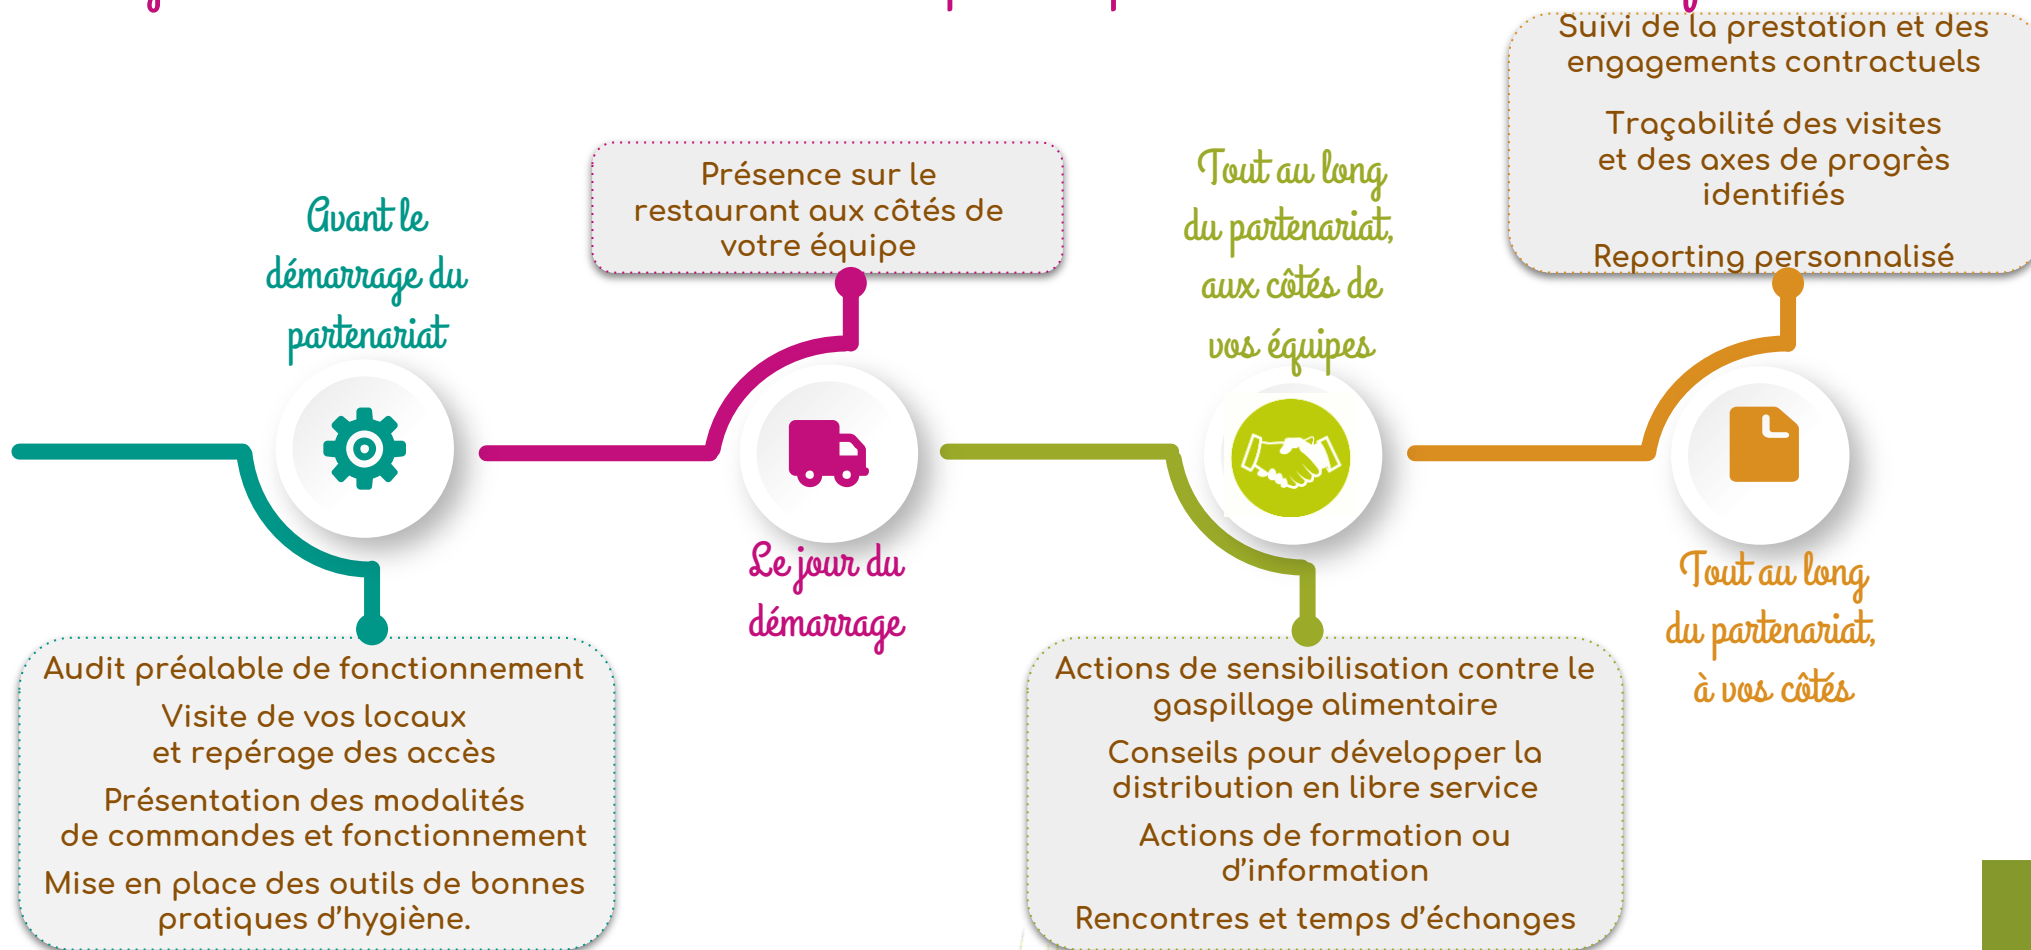 Avant le
démarrage du
partenariat
Audit préalable de fonctionnement
Visite de vos locaux
et repérage des accès
Présentation des modalités
de commandes et fonctionnement
Mise en place des outils de bonnes
pratiques d'hygiène.
Présence sur le
restaurant aux côtés de
votre équipe
Le jour du
démarrage
Tout au long
du partenariat,
aux côtés de
vos équipes
Actions de sensibilisation contre le
gaspillage alimentaire
Conseils pour développer la
distribution en libre service
Actions de formation ou
d'information
Rencontres et temps d'échanges
Suivi de la prestation et des
engagements contractuels
Traçabilité des visites
et des axes de progrès
identifiés
Reporting personnalisé
Tout au long
du partenariat,
à vos côtés